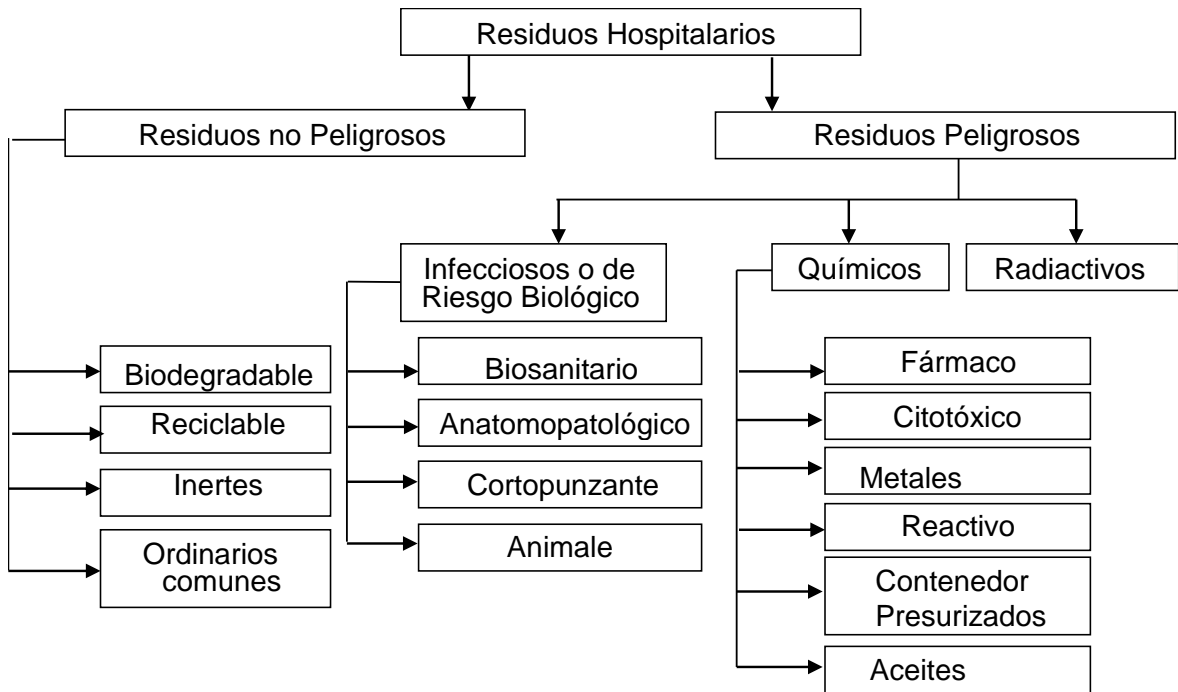 Residuos Hospitalarios
Residuos no Peligrosos
Residuos Peligrosos
Infecciosos o de
Riesgo Biológico
Químicos
Radiactivos
Biodegradable
Reciclable
Inertes
Ordinarios
comunes
Biosanitario
Anatomopatológico
Cortopunzante
Animale
Fármaco
Citotóxico
Metales
Reactivo
Contenedor
Presurizados
Aceites